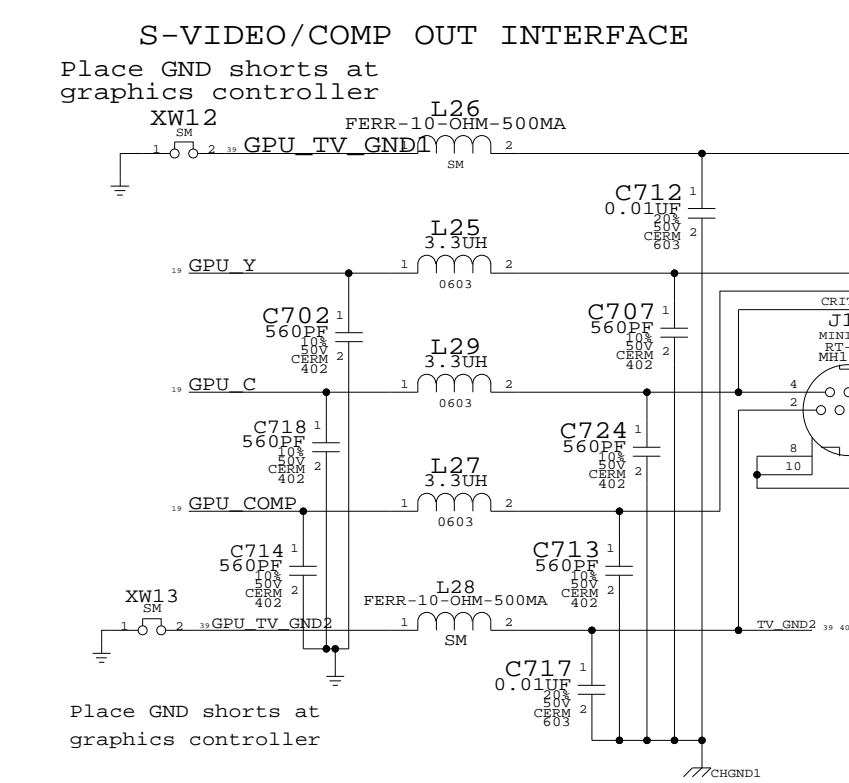 S-VIDEO/COMP OUT INTERFACE
Place GND shorts at
graphics controller
XW12
SM
1 2
39 GPU_TV_GND1
L26
FERR-10-OHM-500MA
1 2
SM
C712 1
0.01UF
20%
50V 2
CERM
603
L25
3.3UH
19 GPU_Y
1 2
0603
C702 1
560PF
10%
50V 2
CERM
402
C707 1
560PF
10%
50V 2
CERM
402
CRIT
J1
MINI
RT-
MH1
L29
3.3UH
19 GPU_C
1 2
0603
4
2
8
10
C718 1
560PF
10%
50V 2
CERM
402
C724 1
560PF
10%
50V 2
CERM
402
L27
3.3UH
19 GPU_COMP
1 2
0603
C714 1
560PF
10%
50V 2
CERM
402
C713 1
560PF
10%
50V 2
CERM
402
XW13
SM
1 2
39 GPU_TV_GND2
L28
FERR-10-OHM-500MA
1 2
SM
TV_GND2 39 40
C717 1
0.01UF
20%
50V 2
CERM
603
Place GND shorts at
graphics controller
CHGND1